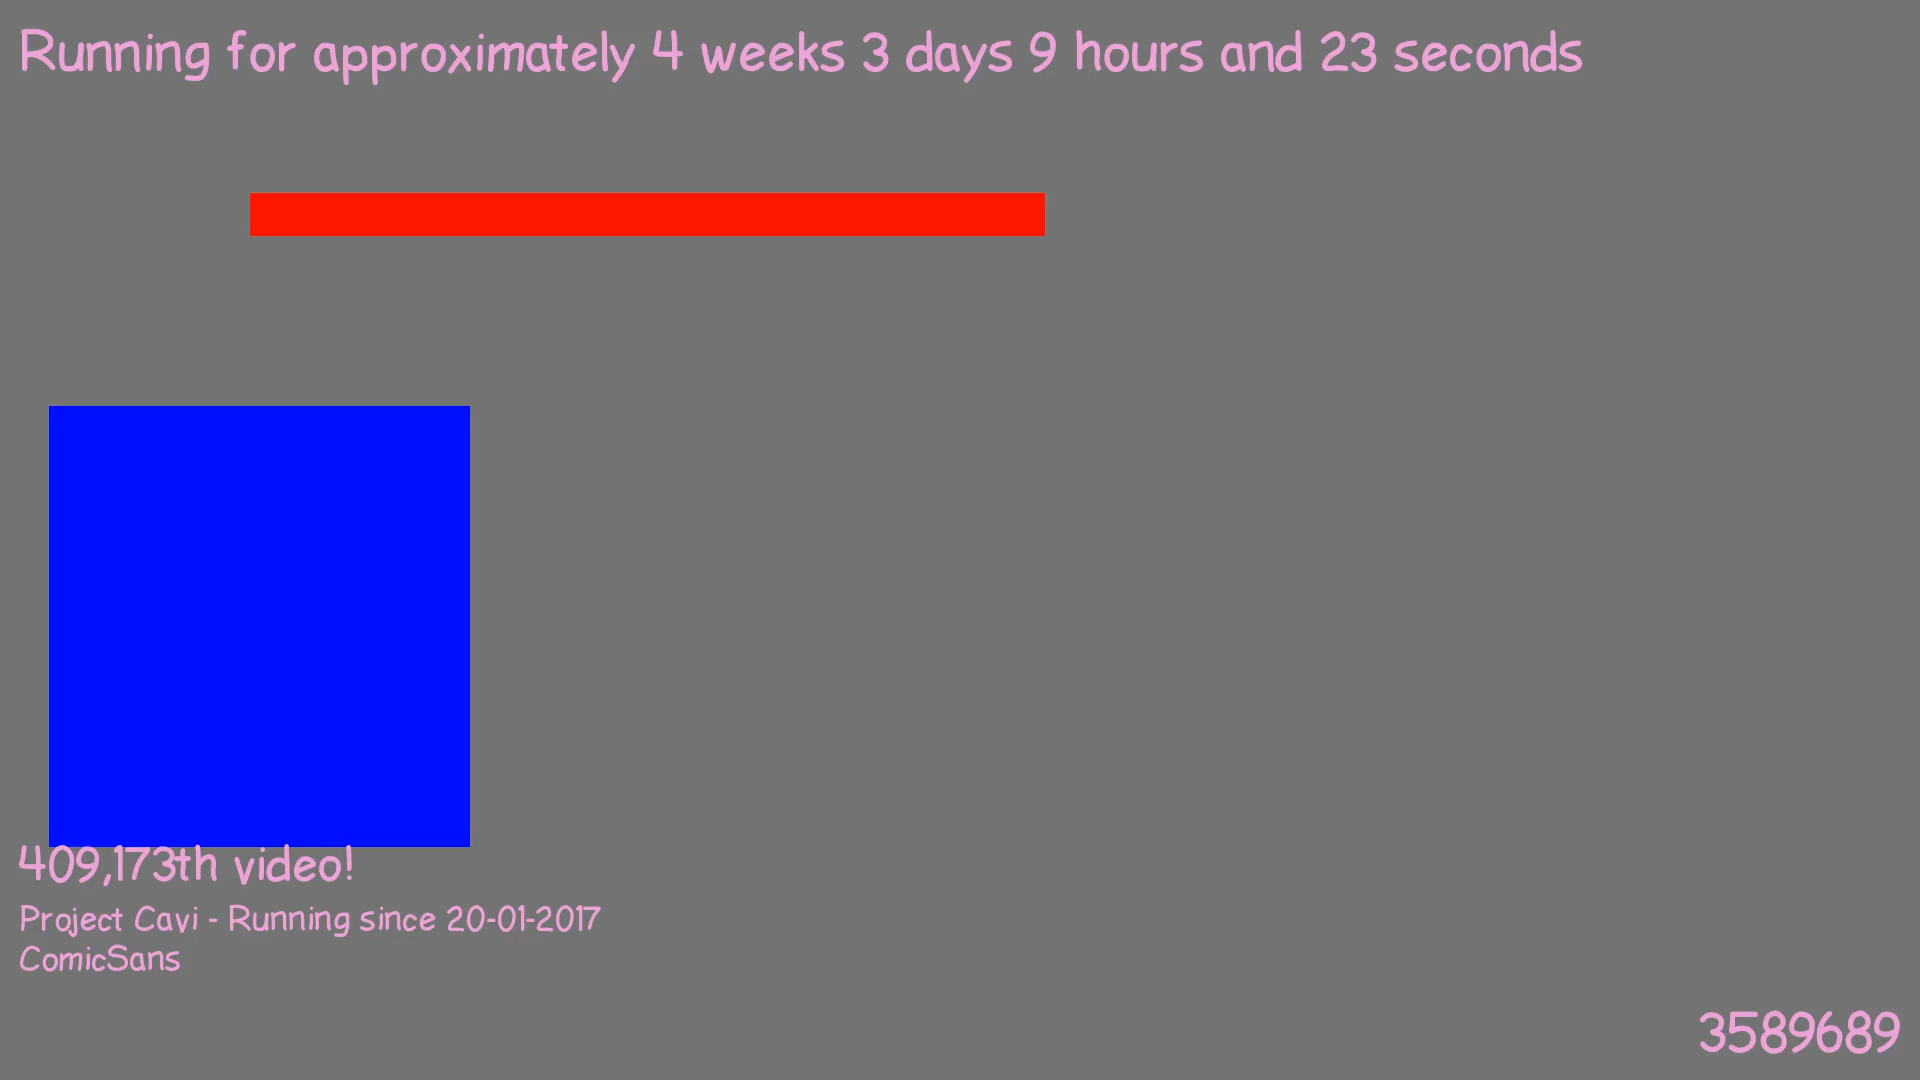 Running for approximately 4 weeks 3 days 9 hours and 23 seconds
409,173th video!
Project Cavi - Running since 20-01-2017
ComicSans
3589689